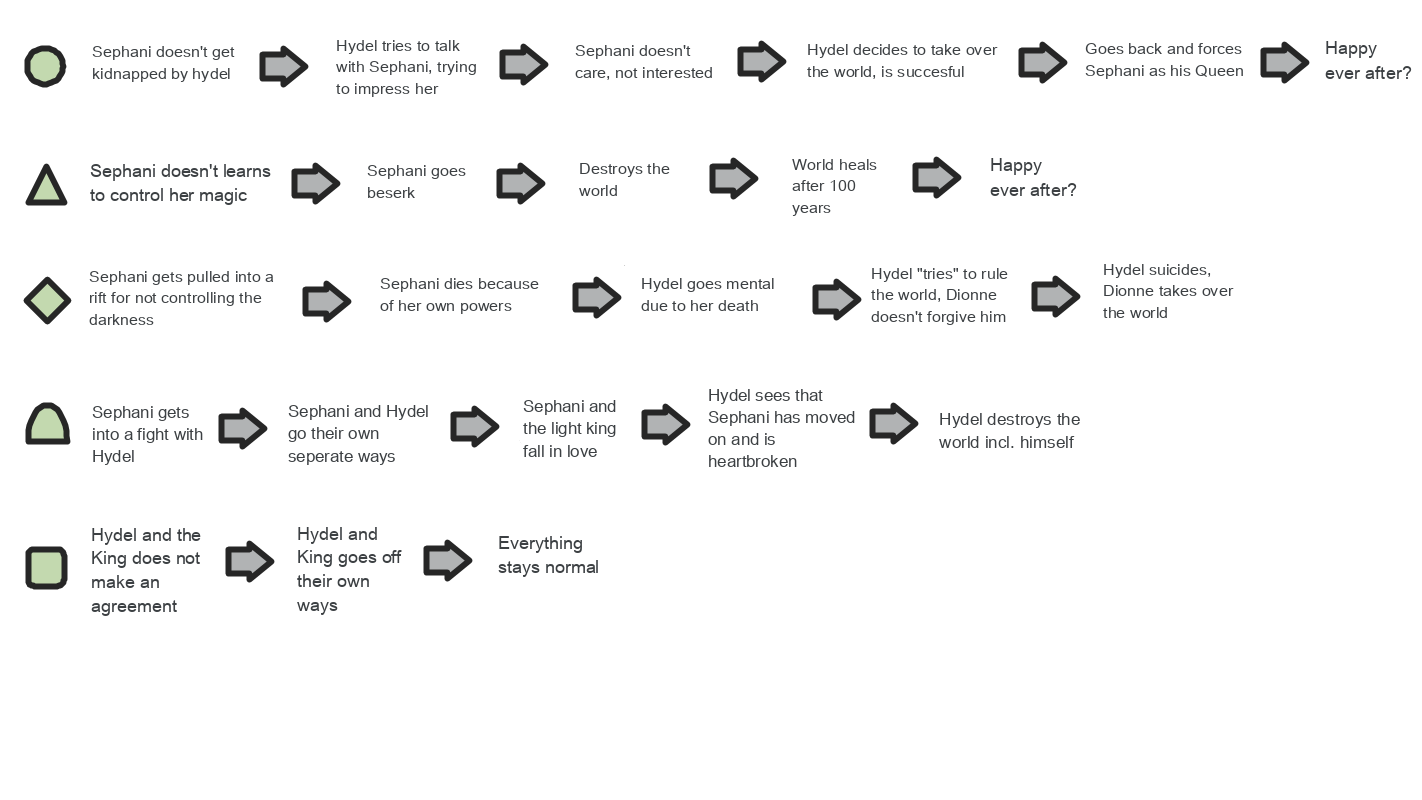 Sephani doesn't get
kidnapped by hydel
Hydel tries to talk
with Sephani, trying
to impress her
Sephani doesn't
care, not interested
Hydel decides to take over
the world, is succesful
Goes back and forces
Sephani as his Queen
Happy
ever after?
Sephani doesn't learns
to control her magic
Sephani goes
beserk
Destroys the
world
World heals
after 100
years
Happy
ever after?
Sephani gets pulled into a
rift for not controlling the
darkness
Sephani dies because
of her own powers
Hydel goes mental
due to her death
Hydel "tries" to rule
the world, Dionne
doesn't forgive him
Hydel suicides,
Dionne takes over
the world
Sephani gets
into a fight with
Hydel
Sephani and Hydel
go their own
seperate ways
Sephani and
the light king
fall in love
Hydel sees that
Sephani has moved
on and is
heartbroken
Hydel destroys the
world incl. himself
Hydel and the
King does not
make an
agreement
Hydel and
King goes off
their own
ways
Everything
stays normal